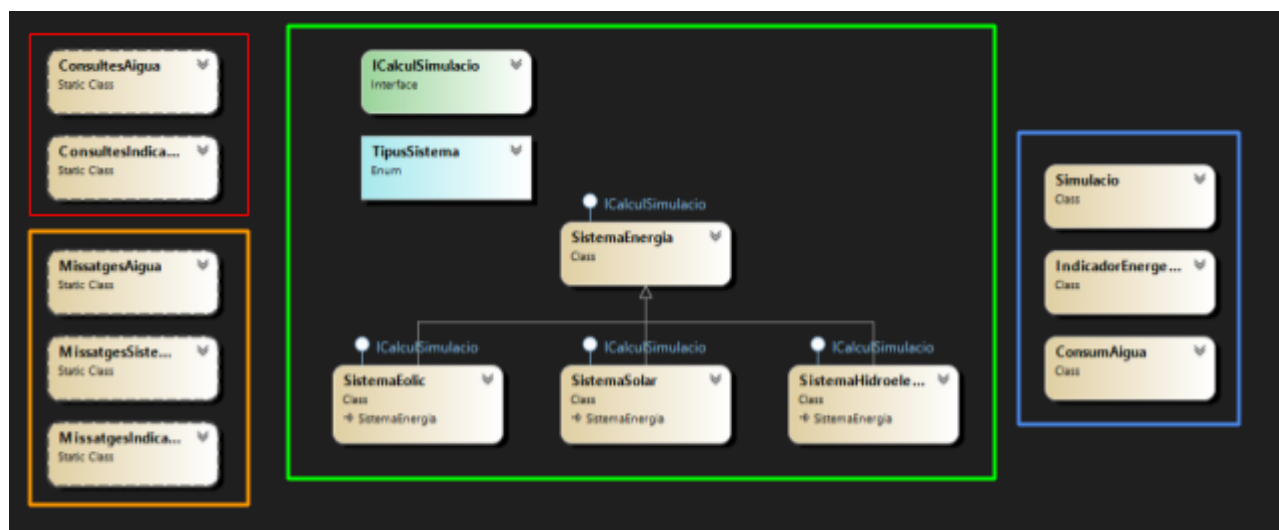 ConsultesAigua
Static Class
ConsultesIndica...
Static Class
MissatgesAigua
Static Class
MissatgesSiste...
Static Class
MissatgesIndica...
Static Class
ICalculSimulacio
Interface
TipusSistema
Enum
ICalculSimulacio
SistemaEnergia
Class
ICalculSimulacio
SistemaEolic
Class
SistemaEnergia
ICalculSimulacio
SistemaSolar
Class
SistemaEnergia
ICalculSimulacio
SistemaHidroele...
Class
SistemaEnergia
Simulacio
Class
IndicadorEnerge...
Class
ConsumAigua
Class